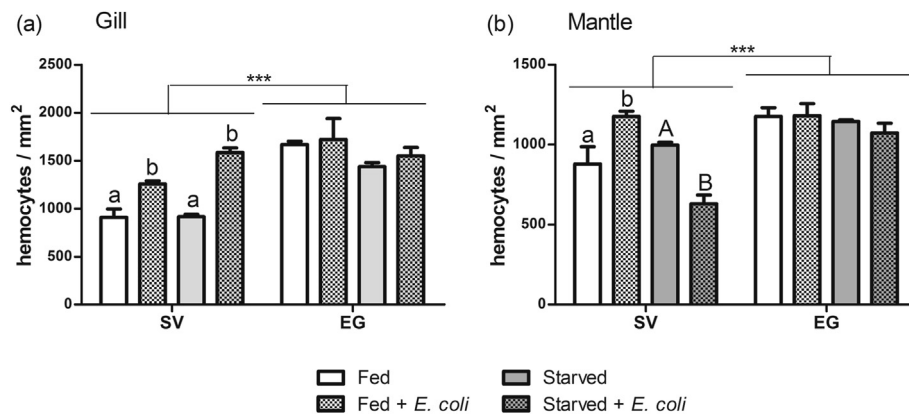 (a) Gill
hemocytes / mm²
2500
2000
1500
1000
500
0
***
a
b
a
b
SV
EG
(b) Mantle
hemocytes / mm²
1500
1000
500
0
***
a
b
A
B
SV
EG
Fed
Starved
Fed + E. coli
Starved + E. coli